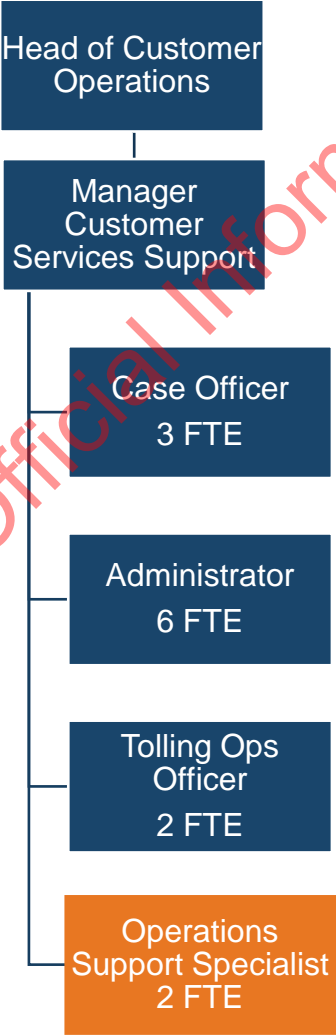 Head of Customer
Operations
Manager
Customer
Services Support
Case Officer
3 FTE
Administrator
6 FTE
Tolling Ops
Officer
2 FTE
Operations
Support Specialist
2 FTE
Official